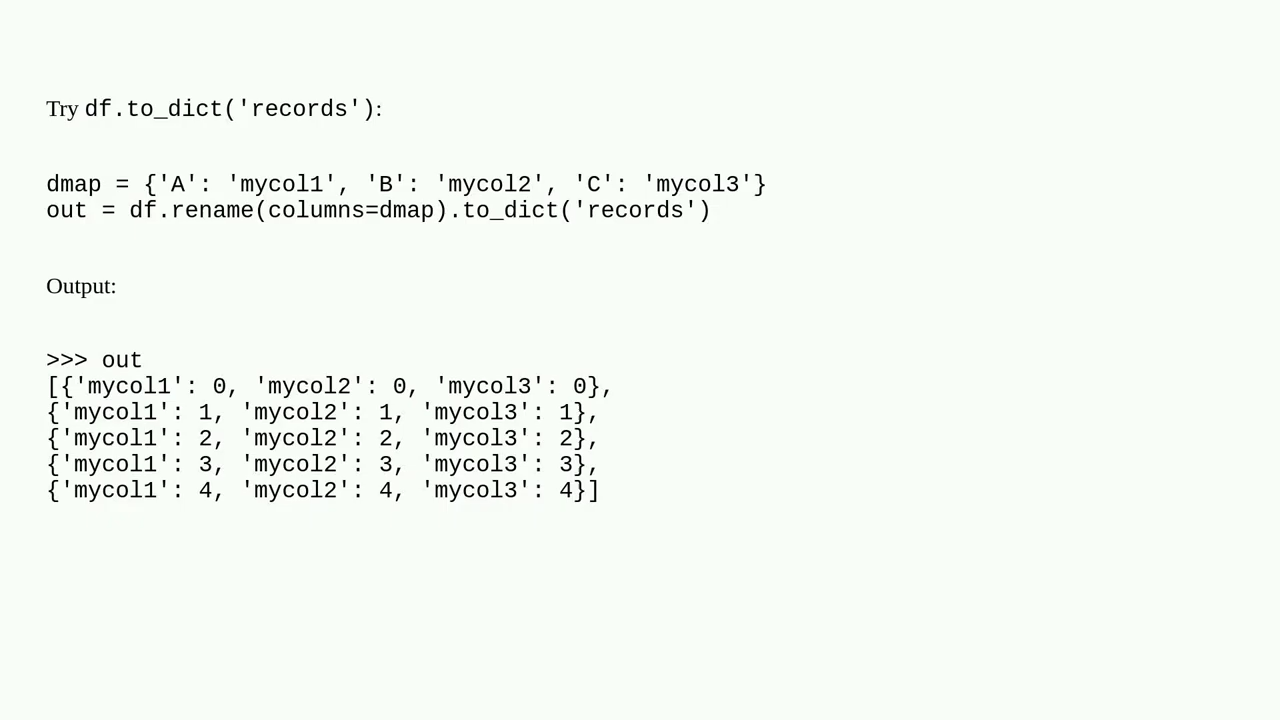 Try df.to_dict('records'):
dmap = {'A': 'mycol1', 'B': 'mycol2', 'C': 'mycol3'}
out = df.rename(columns=dmap).to_dict('records')
Output:
>>> out
[{'mycol1': 0, 'mycol2': 0, 'mycol3': 0},
{'mycol1': 1, 'mycol2': 1, 'mycol3': 1},
{'mycol1': 2, 'mycol2': 2, 'mycol3': 2},
{'mycol1': 3, 'mycol2': 3, 'mycol3': 3},
{'mycol1': 4, 'mycol2': 4, 'mycol3': 4}]